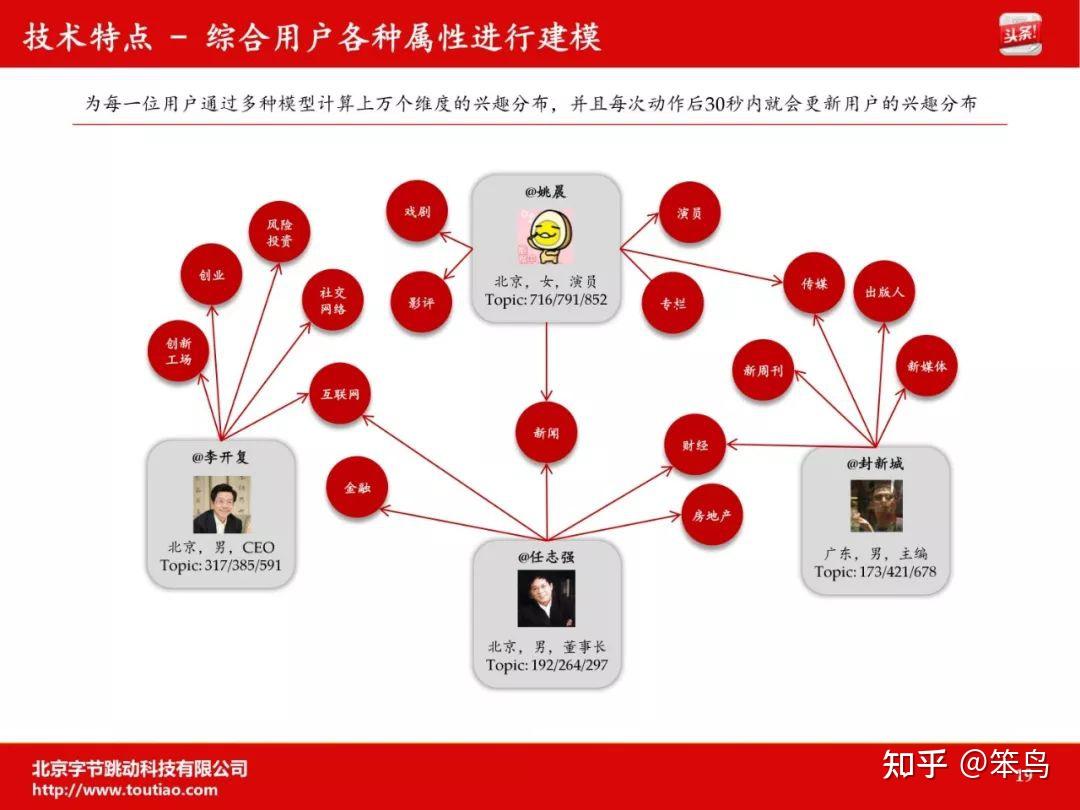 技术特点 - 综合用户各种属性进行建模
头条!
为每一位用户通过多种模型计算上万个维度的兴趣分布，并且每次动作后30秒内就会更新用户的兴趣分布
@姚晨
北京，女，演员
Topic: 716/791/852
戏剧
影评
演员
专栏
风险
投资
创业
社交
网络
创新
工场
互联网
传媒
出版人
新周刊
新媒体
新闻
财经
金融
房地产
@李开复
北京，男，CEO
Topic: 317/385/591
@任志强
北京，男，董事长
Topic: 192/264/297
@封新城
广东，男，主编
Topic: 173/421/678
北京字节跳动科技有限公司
http://www.toutiao.com
知乎 @笨鸟
19